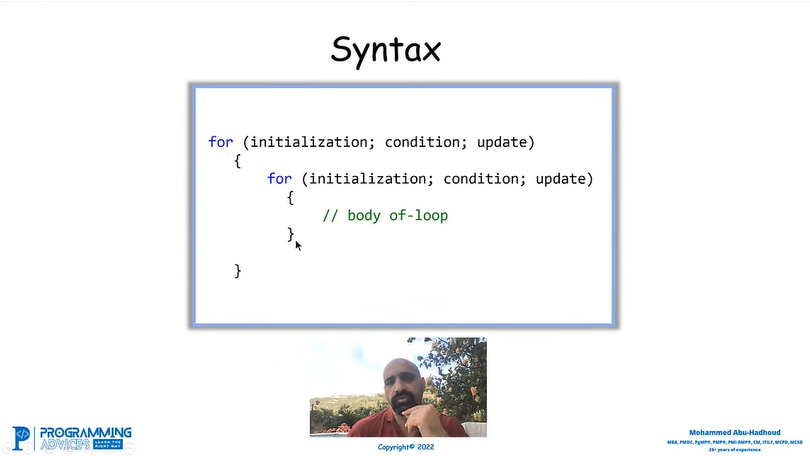 Syntax
for (initialization; condition; update)
{
for (initialization; condition; update)
{
// body of-loop
}
}
PROGRAMMING
ADVICES LEARN THE RIGHT WAY
Copyright© 2022
Mohammed Abu-Hadhoud
MBA, PMOC, PgMP®, PMP®, PMI-RMP®, CM, ITILF, MCPD, MCSD
26+ years of experience